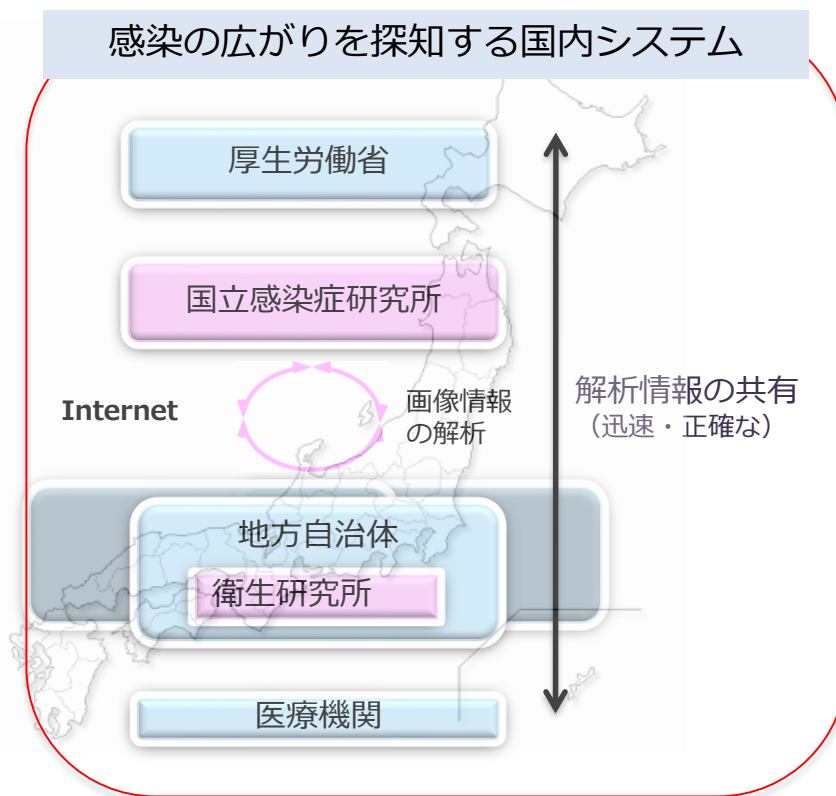 感染の広がりを探知する国内システム
厚生労働省
国立感染症研究所
Internet
画像情報
の解析
解析情報の共有
（迅速・正確な）
地方自治体
衛生研究所
医療機関